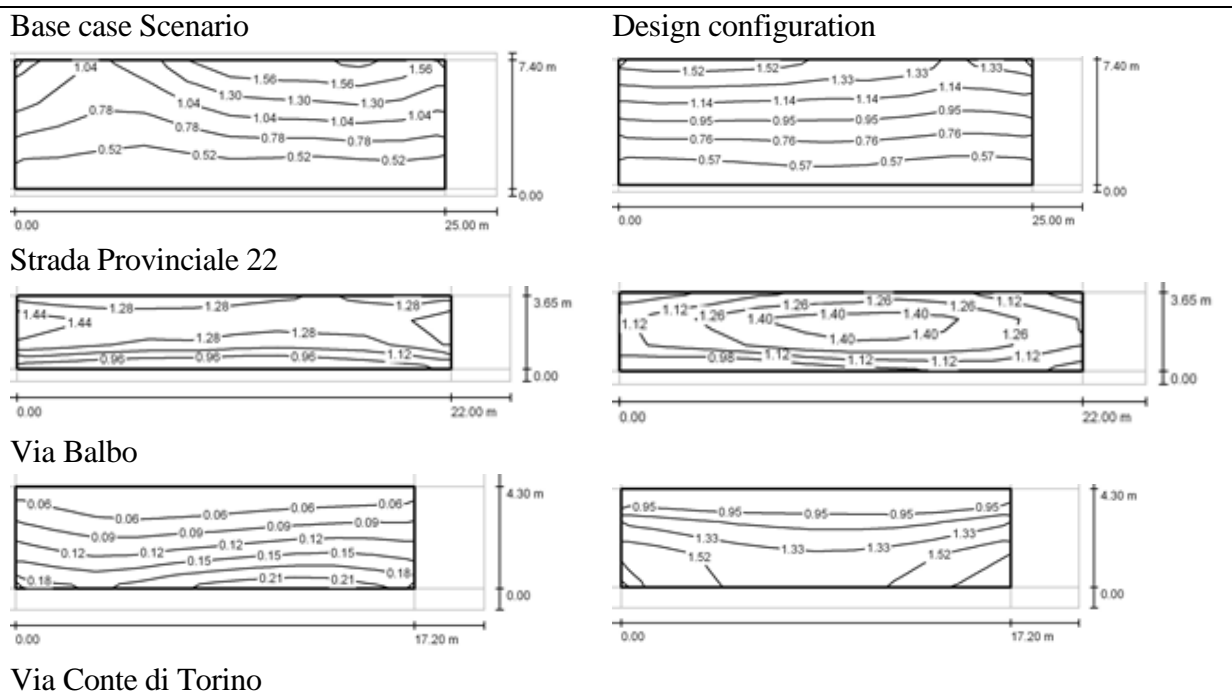 Base case Scenario
Design configuration
1.04 1.56 1.56
1.30 1.30 1.30
1.04 1.04 1.04 1.04
0.78 0.78 0.78 0.78
0.52 0.52 0.52 0.52
7.40 m
0.00
0.00 25.00 m
1.52 1.52 1.33 1.33 1.33
1.14 1.14 1.14
0.95 0.95 0.95 0.95
0.76 0.76 0.76 0.76
0.57 0.57 0.57 0.57
7.40 m
0.00
0.00 25.00 m
Strada Provinciale 22
1.28 1.28 1.28
1.44 1.44
1.28 1.28
0.96 0.96 0.96 1.12
3.65 m
0.00
0.00 22.00 m
1.12 1.26 1.26 1.26 1.12
1.12 1.26 1.40 1.40
1.40 1.40 1.26
0.98 1.12 1.12 1.12 1.12
3.65 m
0.00
0.00 22.00 m
Via Balbo
0.06 0.06 0.06 0.06 0.06
0.09 0.09 0.09
0.12 0.12 0.12 0.12
0.15 0.15 0.15
0.18 0.21 0.21 0.18
4.30 m
0.00
0.00 17.20 m
0.95 0.95 0.95 0.95 0.95
1.33 1.33 1.33 1.33
1.52 1.52
4.30 m
0.00
0.00 17.20 m
Via Conte di Torino